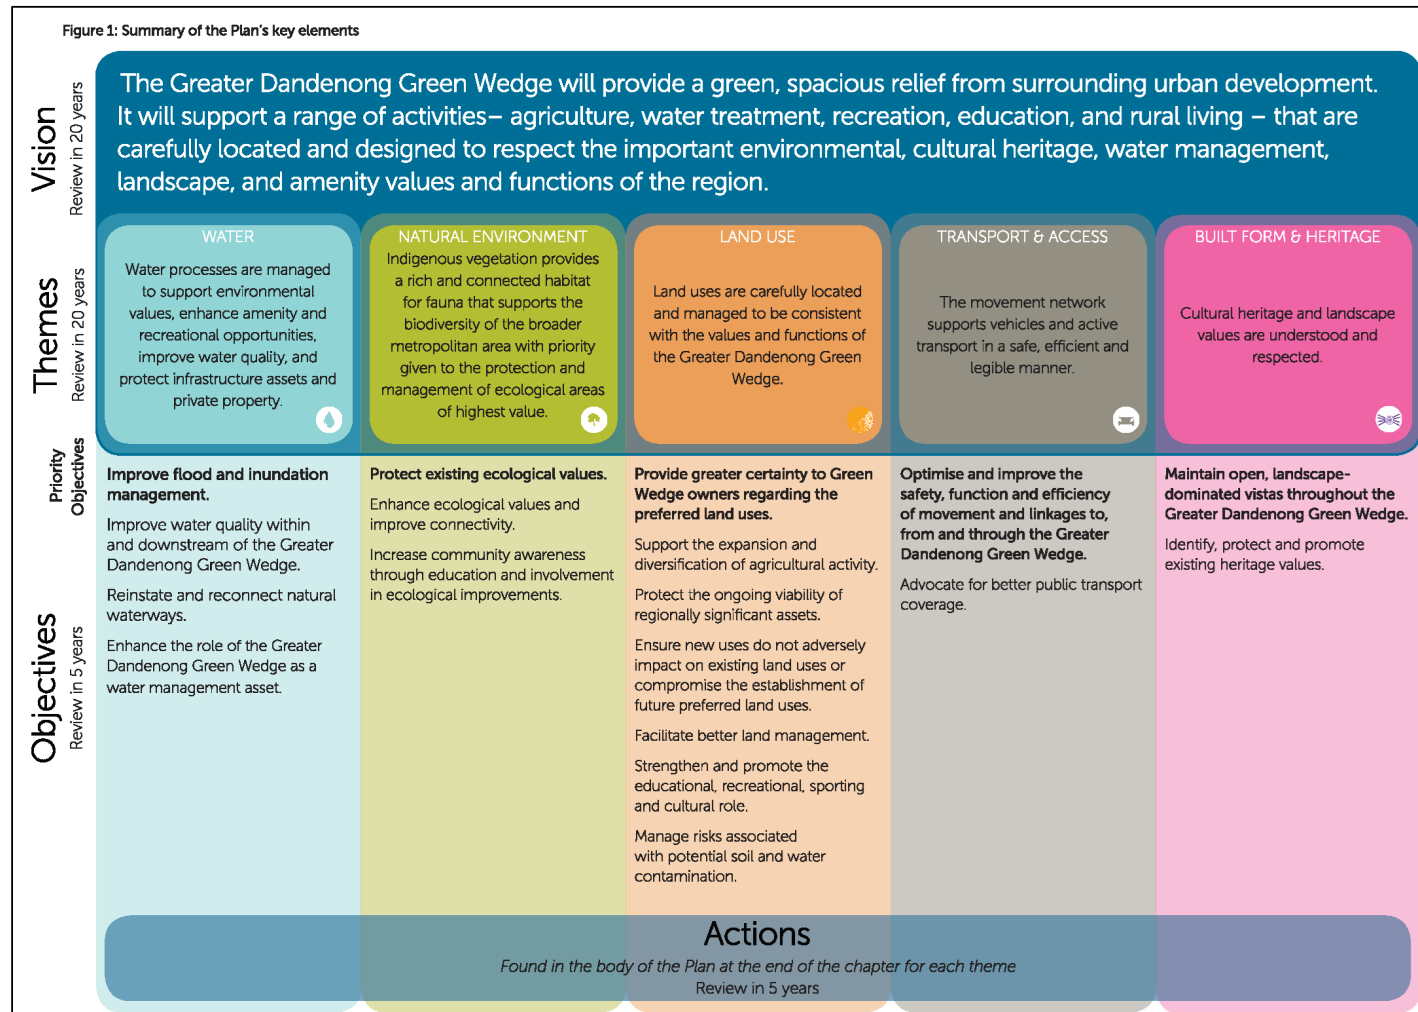 Figure 1: Summary of the Plan's key elements
Vision
Review in 20 years
The Greater Dandenong Green Wedge will provide a green, spacious relief from surrounding urban development.
It will support a range of activities– agriculture, water treatment, recreation, education, and rural living – that are
carefully located and designed to respect the important environmental, cultural heritage, water management,
landscape, and amenity values and functions of the region.
Themes
Review in 20 years
WATER
Water processes are managed
to support environmental
values, enhance amenity and
recreational opportunities,
improve water quality, and
protect infrastructure assets and
private property.
NATURAL ENVIRONMENT
Indigenous vegetation provides
a rich and connected habitat
for fauna that supports the
biodiversity of the broader
metropolitan area with priority
given to the protection and
management of ecological areas
of highest value.
LAND USE
Land uses are carefully located
and managed to be consistent
with the values and functions of
the Greater Dandenong Green
Wedge.
TRANSPORT & ACCESS
The movement network
supports vehicles and active
transport in a safe, efficient and
legible manner.
BUILT FORM & HERITAGE
Cultural heritage and landscape
values are understood and
respected.
Priority
Objectives
Objectives
Review in 5 years
Improve flood and inundation
management.
Improve water quality within
and downstream of the Greater
Dandenong Green Wedge.
Reinstate and reconnect natural
waterways.
Enhance the role of the Greater
Dandenong Green Wedge as a
water management asset.
Protect existing ecological values.
Enhance ecological values and
improve connectivity.
Increase community awareness
through education and involvement
in ecological improvements.
Provide greater certainty to Green
Wedge owners regarding the
preferred land uses.
Support the expansion and
diversification of agricultural activity.
Protect the ongoing viability of
regionally significant assets.
Ensure new uses do not adversely
impact on existing land uses or
compromise the establishment of
future preferred land uses.
Facilitate better land management.
Strengthen and promote the
educational, recreational, sporting
and cultural role.
Manage risks associated
with potential soil and water
contamination.
Optimise and improve the
safety, function and efficiency
of movement and linkages to,
from and through the Greater
Dandenong Green Wedge.
Advocate for better public transport
coverage.
Maintain open, landscape-
dominated vistas throughout the
Greater Dandenong Green Wedge.
Identify, protect and promote
existing heritage values.
Actions
Found in the body of the Plan at the end of the chapter for each theme
Review in 5 years